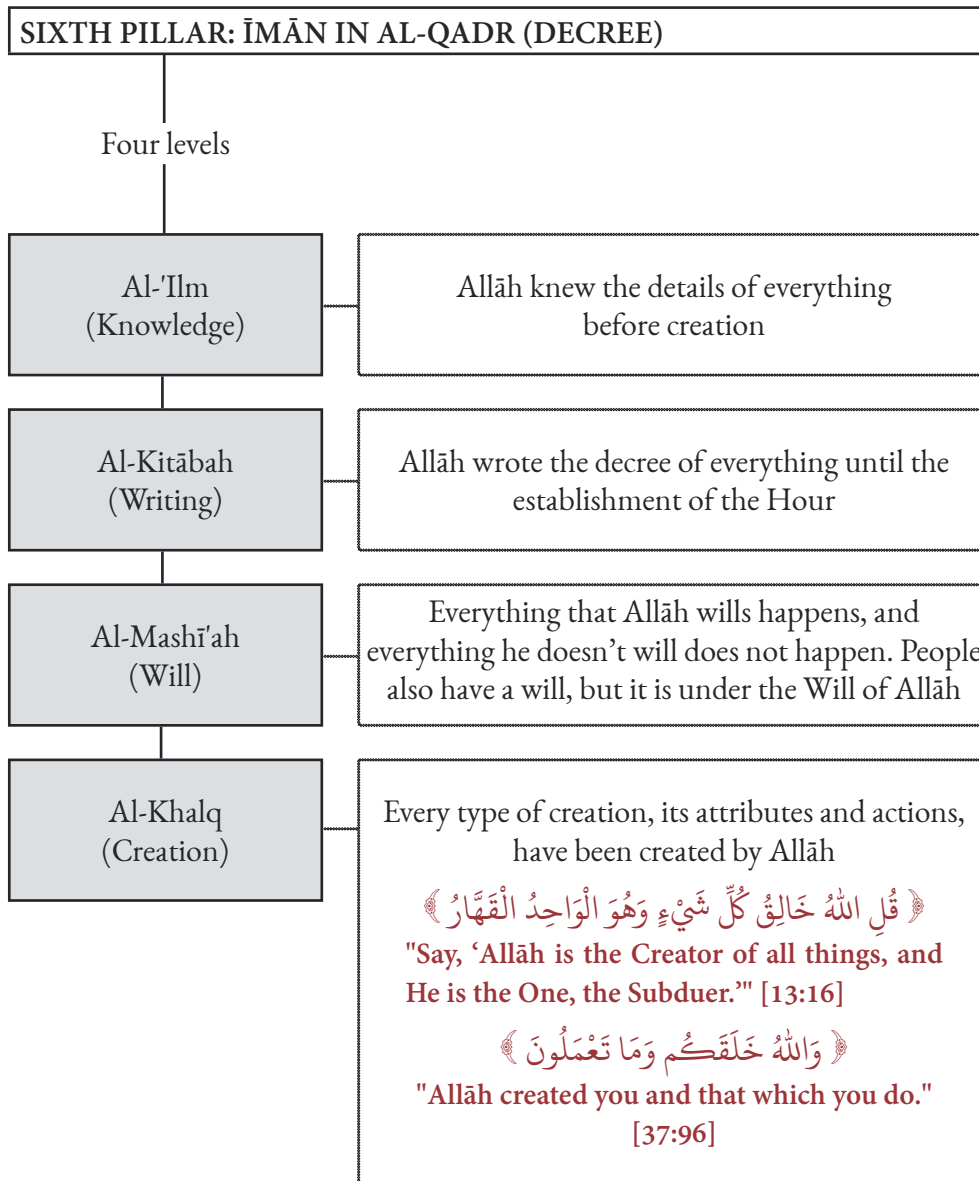 SIXTH PILLAR: ĪMĀN IN AL-QADR (DECREE)
Four levels
Al-'Ilm
(Knowledge)
Allāh knew the details of everything
before creation
Al-Kitābah
(Writing)
Allāh wrote the decree of everything until the
establishment of the Hour
Al-Mashī'ah
(Will)
Everything that Allāh wills happens, and
everything he doesn’t will does not happen. People
also have a will, but it is under the Will of Allāh
Al-Khalq
(Creation)
Every type of creation, its attributes and actions,
have been created by Allāh
﴿ قُلِ اللهُ خَالِقُ كُلِّ شَيْءٍ وَهُوَ الْوَاحِدُ الْقَهَّارُ ﴾
"Say, ‘Allāh is the Creator of all things, and
He is the One, the Subduer.’" [13:16]
﴿ وَاللهُ خَلَقَكُم وَمَا تَعْمَلُونَ ﴾
"Allāh created you and that which you do."
[37:96]